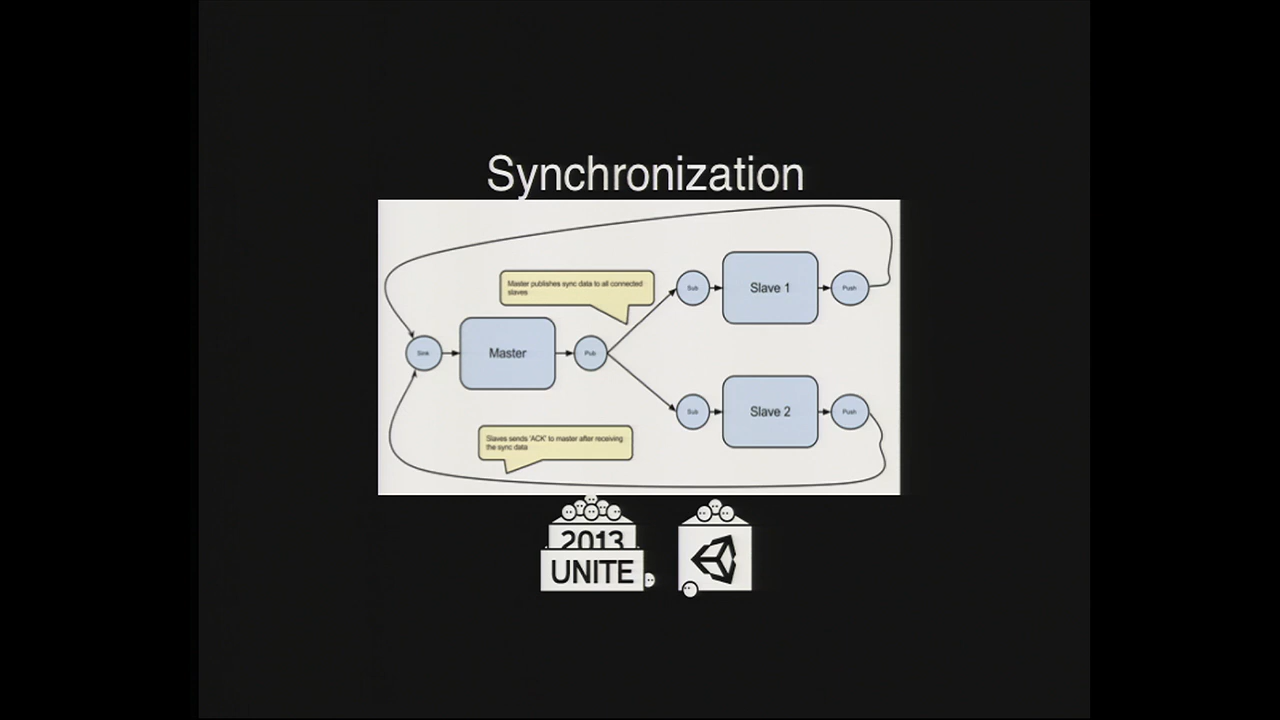 Synchronization
Master publishes sync data to all connected
slaves
Sub
Slave 1
Push
Sink
Master
Pub
Sub
Slave 2
Push
Slaves sends 'ACK' to master after receiving
the sync data
2013
UNITE